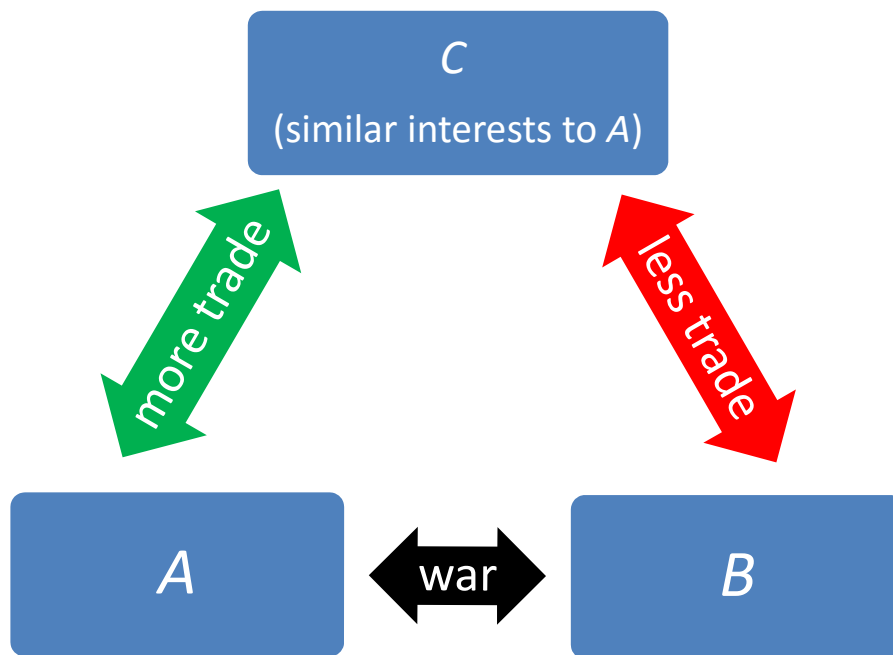 C
(similar interests to A)
more trade
less trade
A
war
B